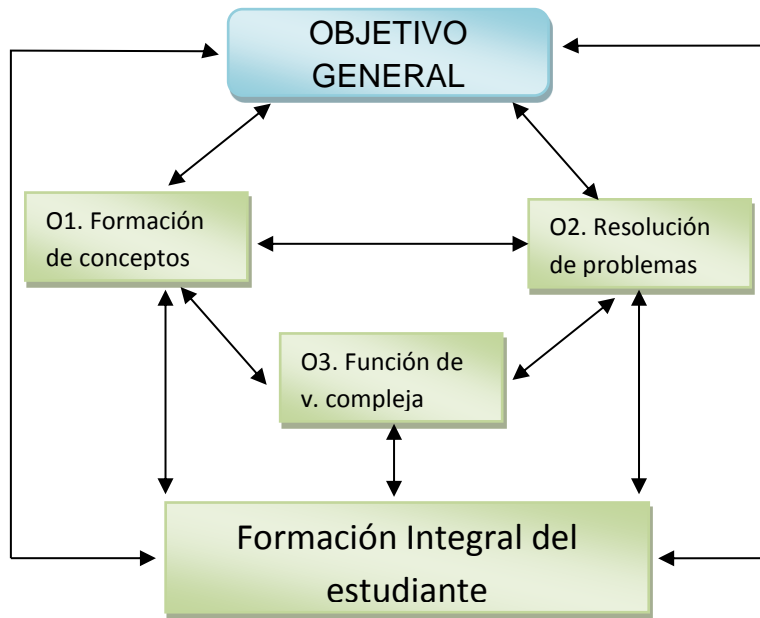 OBJETIVO
GENERAL
O1. Formación
de conceptos
O2. Resolución
de problemas
O3. Función de
v. compleja
Formación Integral del
estudiante